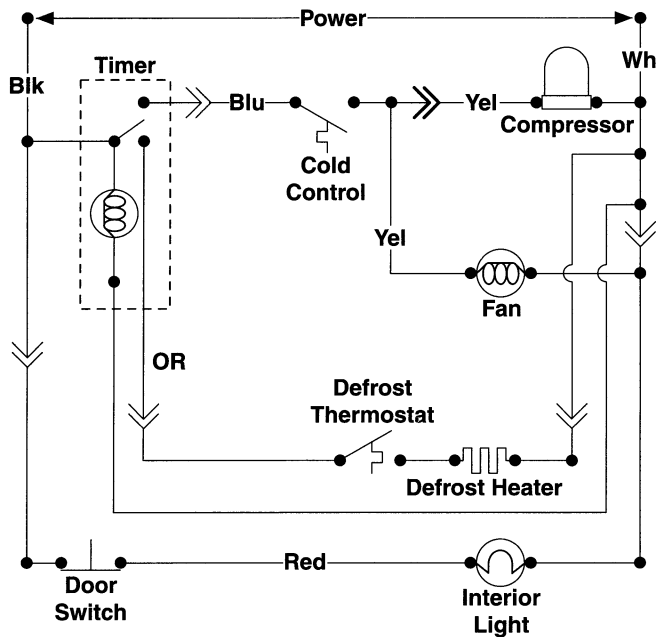 Power
Timer
Blk
Wh
Blu
Yel
Compressor
Cold
Control
Yel
Fan
OR
Defrost
Thermostat
Defrost Heater
Red
Door
Switch
Interior
Light